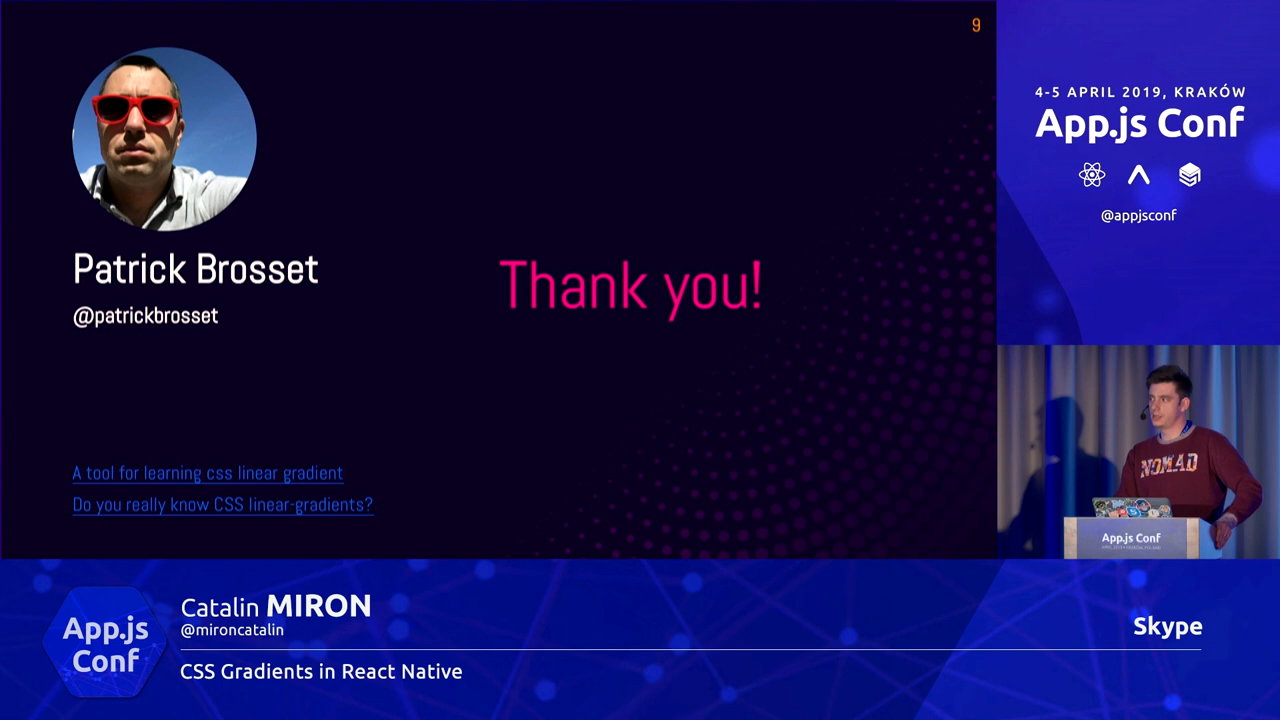 9
Patrick Brosset
@patrickbrosset
Thank you!
A tool for learning css linear gradient
Do you really know CSS linear-gradients?
4-5 APRIL 2019, KRAKÓW
App.js Conf
@appjsconf
NOMAD
App.js Conf
App.js
Conf
Catalin MIRON
@mironcatalin
CSS Gradients in React Native
Skype